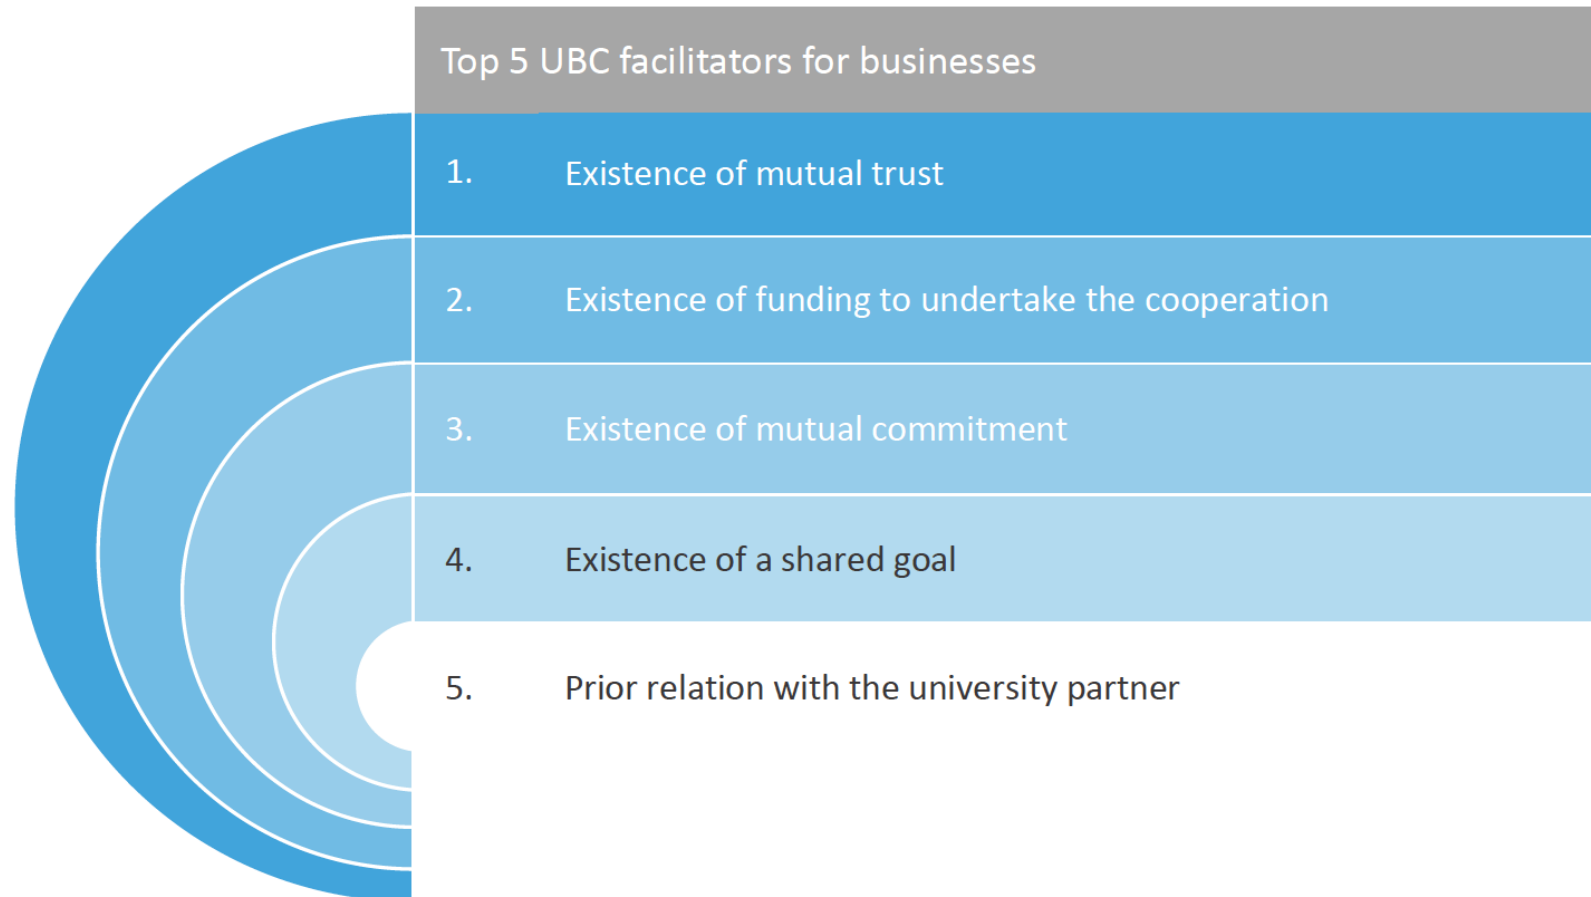 Top 5 UBC facilitators for businesses
1. Existence of mutual trust
2. Existence of funding to undertake the cooperation
3. Existence of mutual commitment
4. Existence of a shared goal
5. Prior relation with the university partner